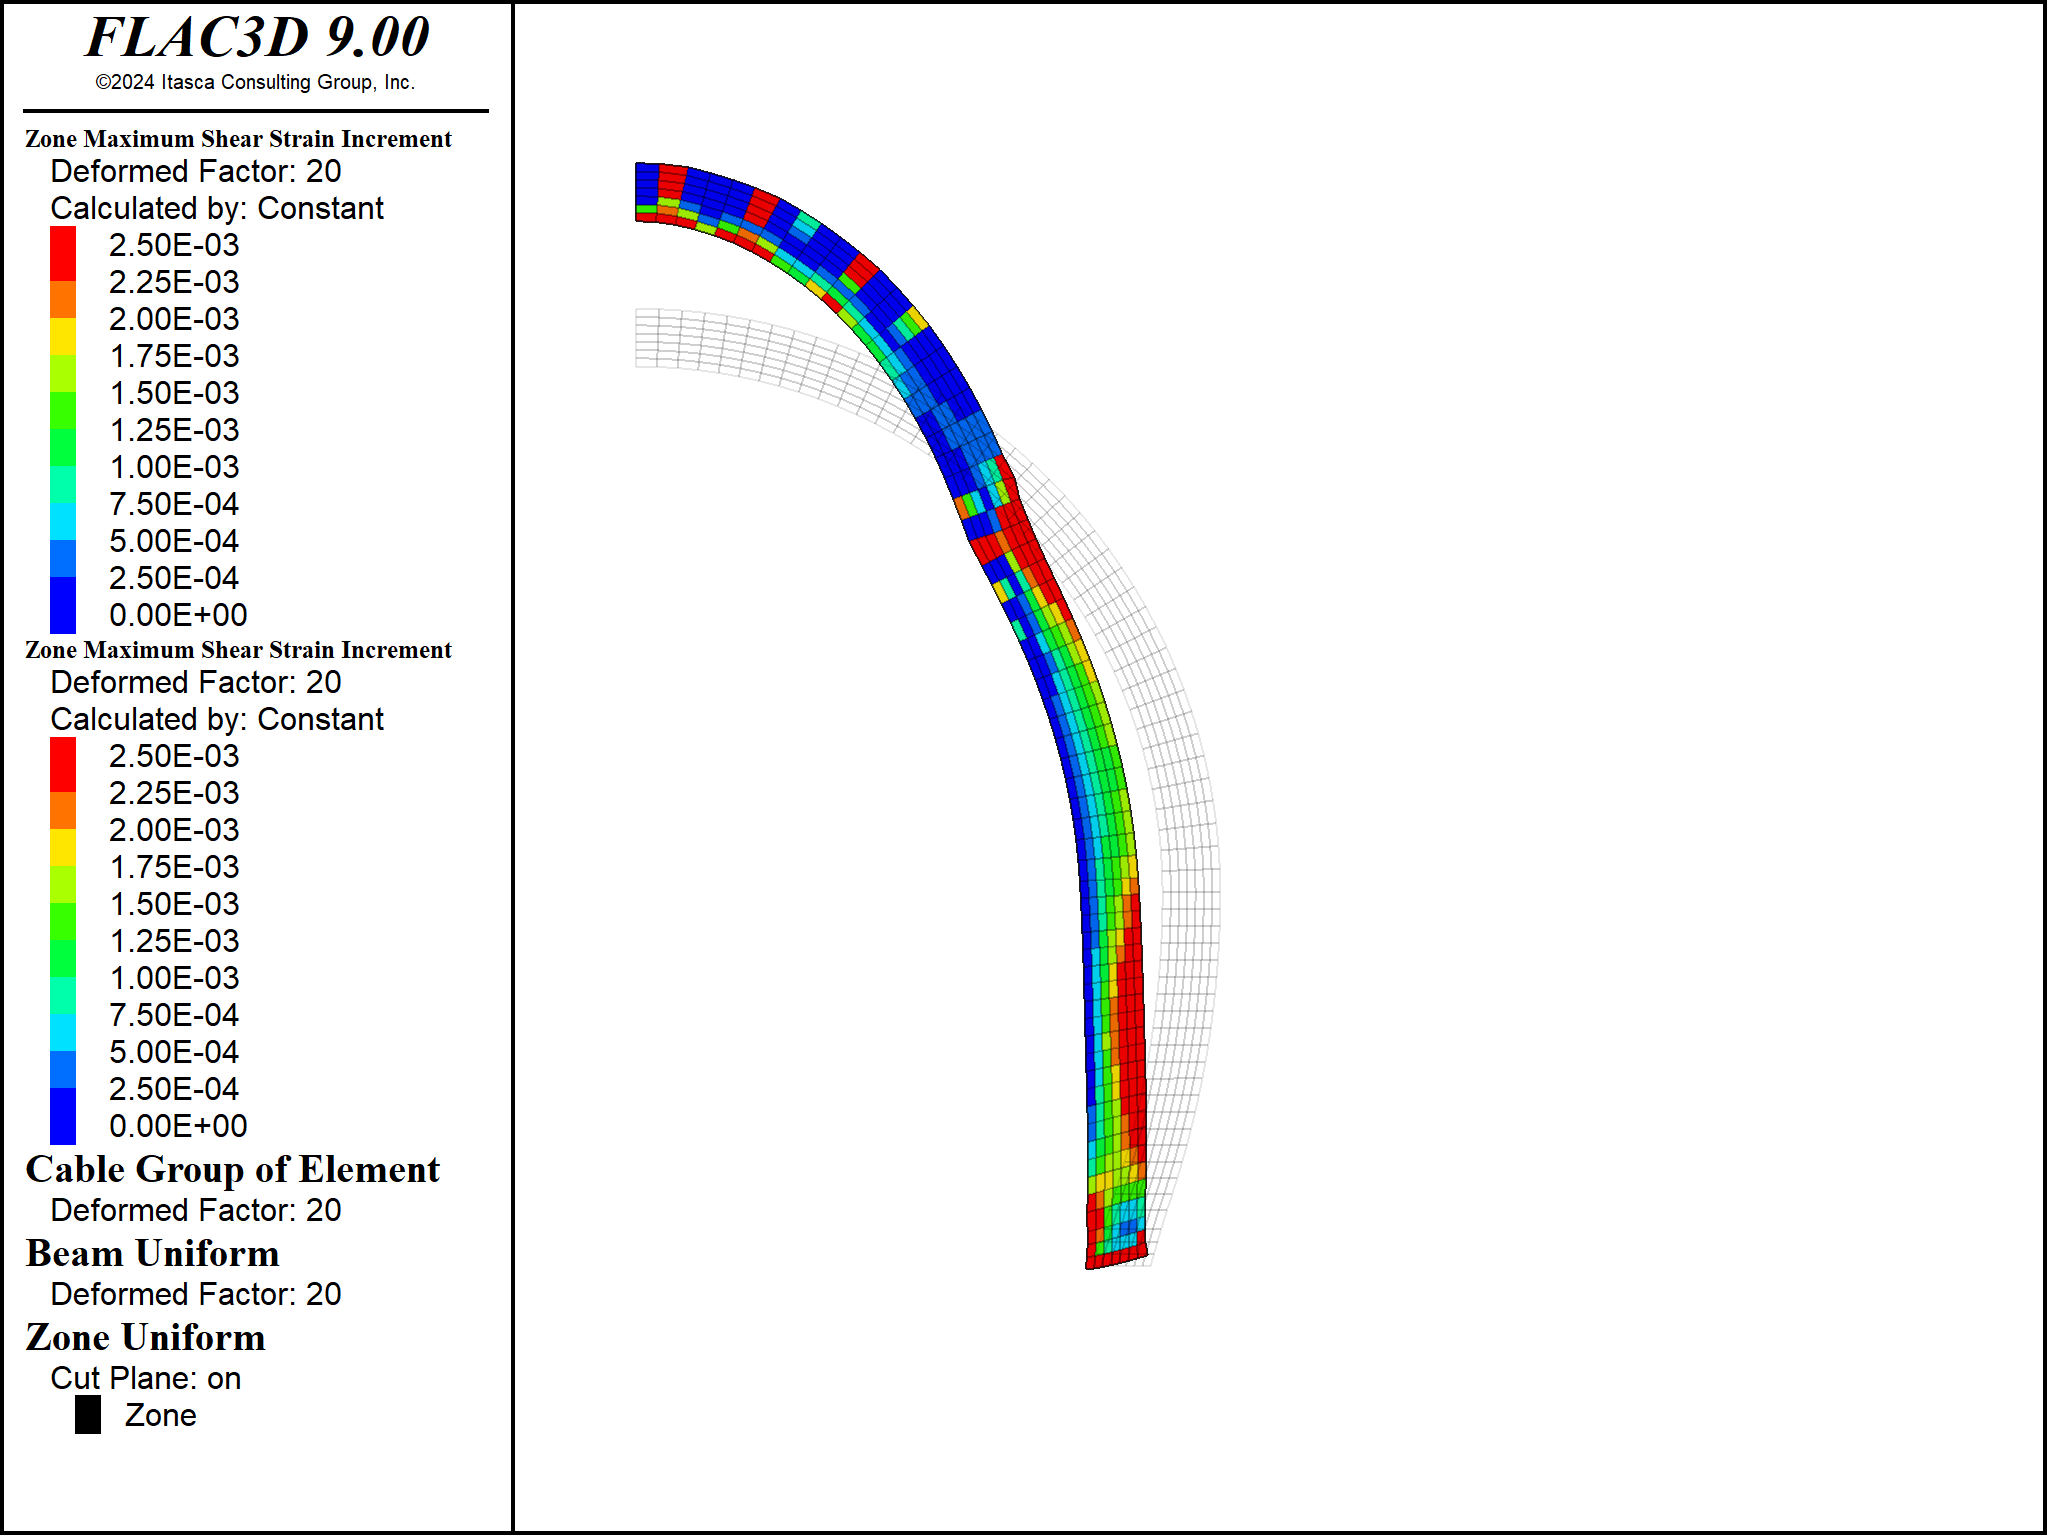 FLAC3D 9.00
©2024 Itasca Consulting Group, Inc.
Zone Maximum Shear Strain Increment
Deformed Factor: 20
Calculated by: Constant
2.50E-03
2.25E-03
2.00E-03
1.75E-03
1.50E-03
1.25E-03
1.00E-03
7.50E-04
5.00E-04
2.50E-04
0.00E+00
Zone Maximum Shear Strain Increment
Deformed Factor: 20
Calculated by: Constant
2.50E-03
2.25E-03
2.00E-03
1.75E-03
1.50E-03
1.25E-03
1.00E-03
7.50E-04
5.00E-04
2.50E-04
0.00E+00
Cable Group of Element
Deformed Factor: 20
Beam Uniform
Deformed Factor: 20
Zone Uniform
Cut Plane: on
Zone